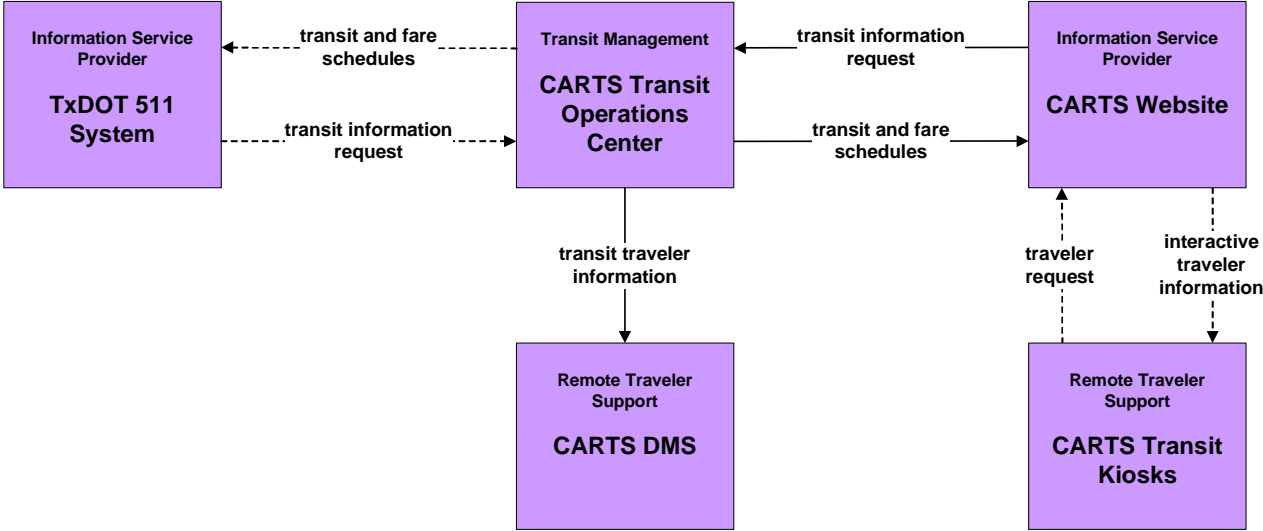 Information Service
Provider
TxDOT 511
System
transit and fare
schedules
transit information
request
Transit Management
CARTS Transit
Operations
Center
transit information
request
transit and fare
schedules
Information Service
Provider
CARTS Website
transit traveler
information
traveler
request
interactive
traveler
information
Remote Traveler
Support
CARTS DMS
Remote Traveler
Support
CARTS Transit
Kiosks